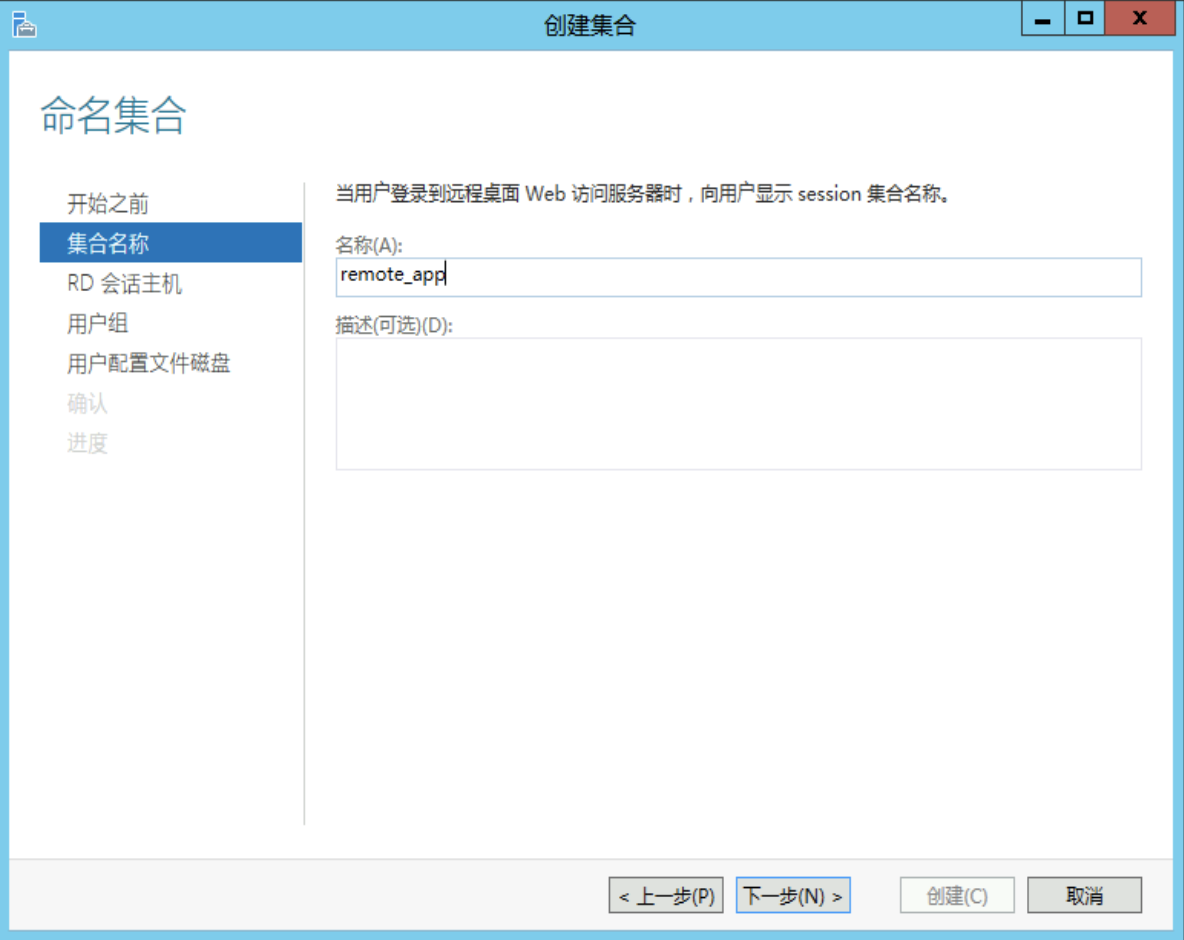 创建集合
命名集合
开始之前
集合名称
RD 会话主机
用户组
用户配置文件磁盘
确认
进度
当用户登录到远程桌面 Web 访问服务器时，向用户显示 session 集合名称。
名称(A):
remote_app
描述(可选)(D):
< 上一步(P)
下一步(N) >
创建(C)
取消